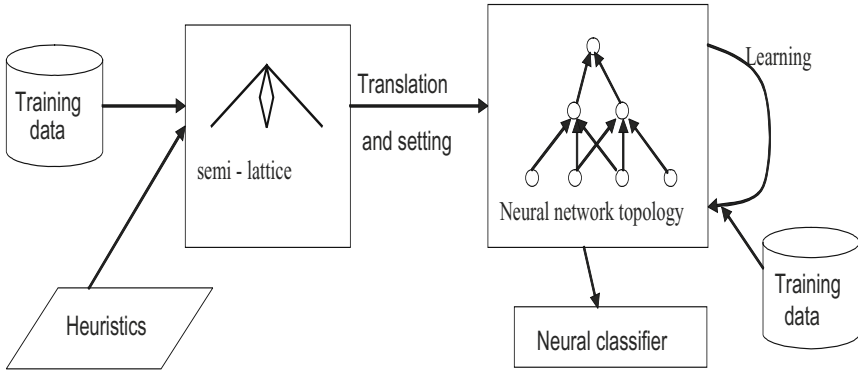 Training
data
semi - lattice
Heuristics
Translation
and setting
Neural network topology
Learning
Neural classifier
Training
data